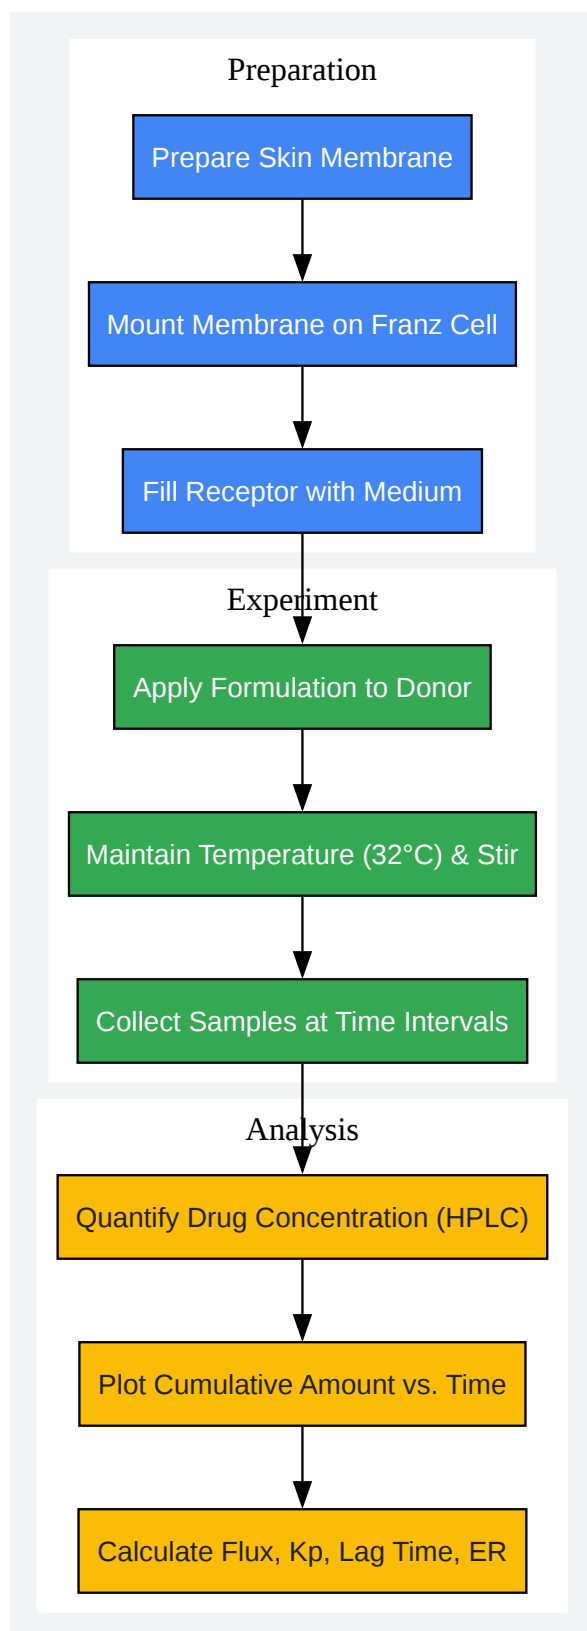 Preparation
Prepare Skin Membrane
Mount Membrane on Franz Cell
Fill Receptor with Medium
Experiment
Apply Formulation to Donor
Maintain Temperature (32°C) & Stir
Collect Samples at Time Intervals
Analysis
Quantify Drug Concentration (HPLC)
Plot Cumulative Amount vs. Time
Calculate Flux, Kp, Lag Time, ER